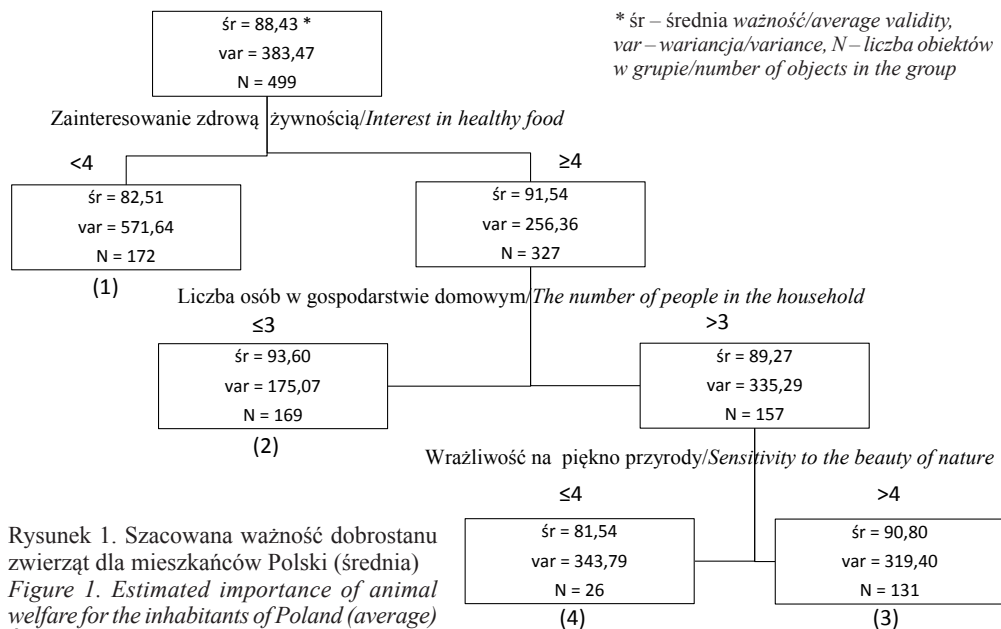 śr = 88,43 *
var = 383,47
N = 499
* śr – średnia ważność/average validity,
var – wariancja/variance, N – liczba obiektów
w grupie/number of objects in the group
Zainteresowanie zdrową żywnością/Interest in healthy food
<4
≥4
śr = 82,51
var = 571,64
N = 172
(1)
śr = 91,54
var = 256,36
N = 327
Liczba osób w gospodarstwie domowym/The number of people in the household
≤3
>3
śr = 93,60
var = 175,07
N = 169
(2)
śr = 89,27
var = 335,29
N = 157
Wrażliwość na piękno przyrody/Sensitivity to the beauty of nature
≤4
>4
śr = 81,54
var = 343,79
N = 26
(4)
śr = 90,80
var = 319,40
N = 131
(3)
Rysunek 1. Szacowana ważność dobrostanu
zwierząt dla mieszkańców Polski (średnia)
Figure 1. Estimated importance of animal
welfare for the inhabitants of Poland (average)